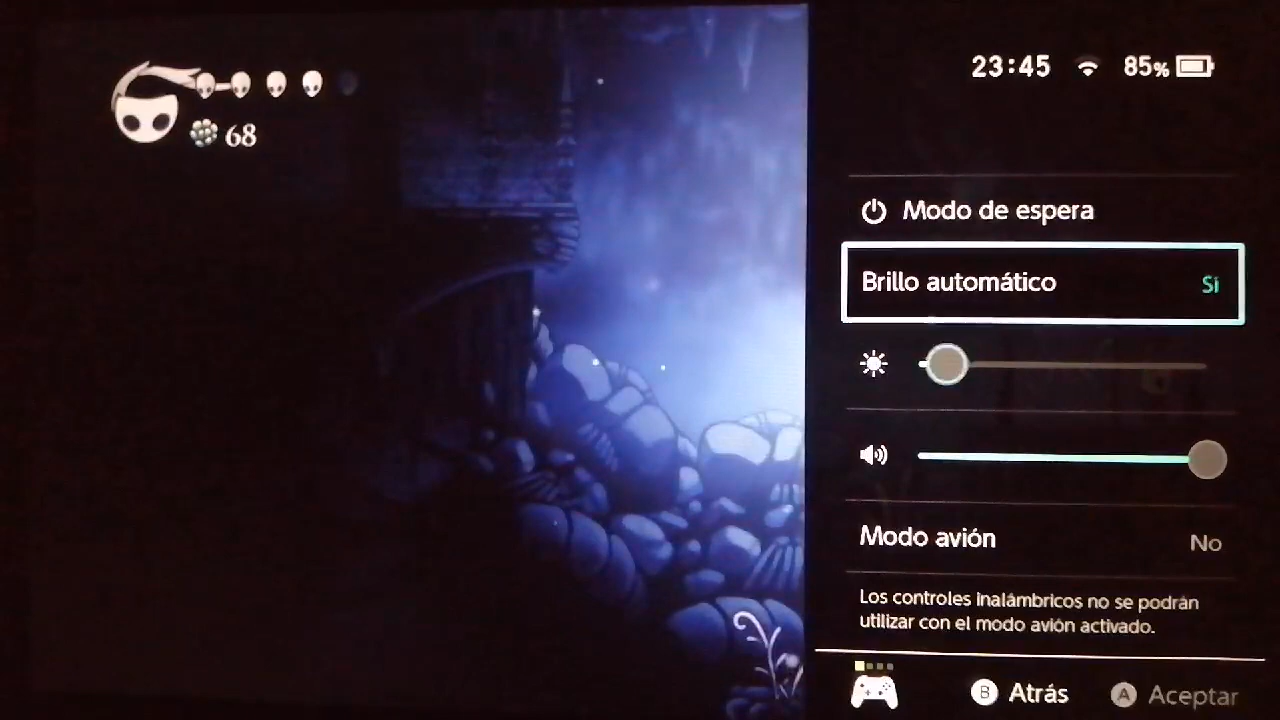 68
23:45
85%
Modo de espera
Brillo automático Sí
Modo avión No
Los controles inalámbricos no se podrán
utilizar con el modo avión activado.
B Atrás A Aceptar